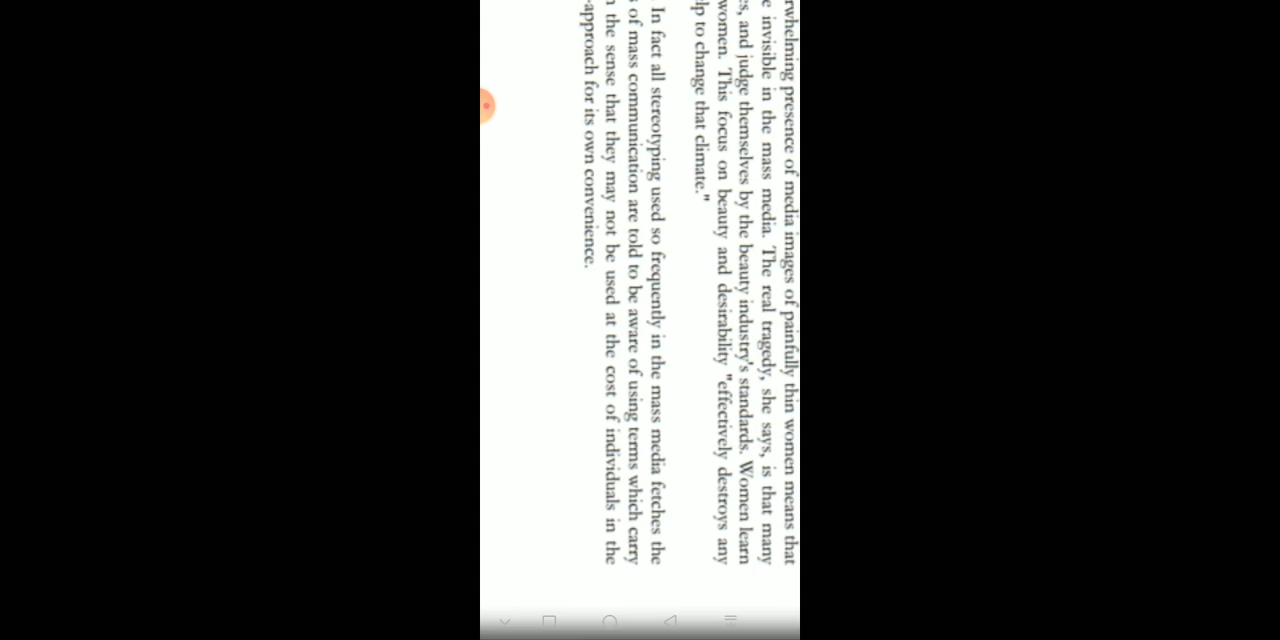 rwhelming presence of media images of painfully thin women means that
e invisible in the mass media. The real tragedy, she says, is that many
es, and judge themselves by the beauty industry's standards. Women learn
women. This focus on beauty and desirability "effectively destroys any
lp to change that climate."
. In fact all stereotyping used so frequently in the mass media fetches the
s of mass communication are told to be aware of using terms which carry
n the sense that they may not be used at the cost of individuals in the
-approach for its own convenience.